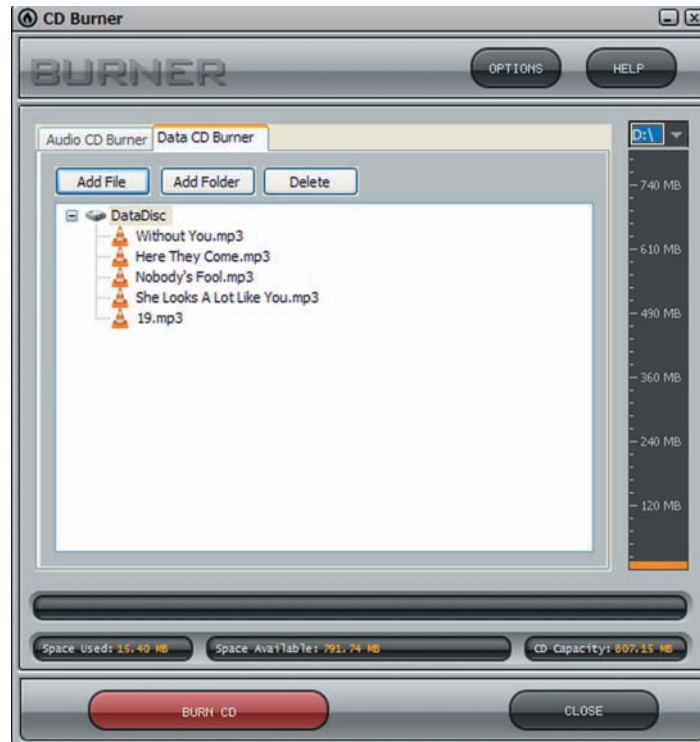 CD Burner
BURNER
OPTIONS
HELP
Audio CD Burner
Data CD Burner
D:\
Add File
Add Folder
Delete
DataDisc
Without You.mp3
Here They Come.mp3
Nobody's Fool.mp3
She Looks A Lot Like You.mp3
19.mp3
740 MB
610 MB
490 MB
360 MB
240 MB
120 MB
Space Used: 15.40 MB
Space Available: 791.74 MB
CD Capacity: 807.15 MB
BURN CD
CLOSE